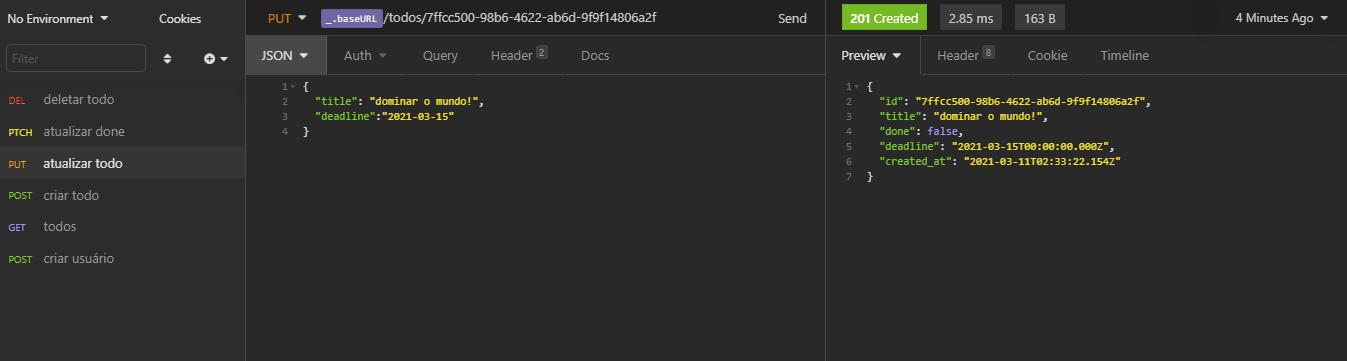 No Environment Cookies
PUT _.baseURL/todos/7ffcc500-98b6-4622-ab6d-9f9f14806a2f Send
201 Created 2.85 ms 163 B 4 Minutes Ago
Filter
DEL deletar todo
PTCH atualizar done
PUT atualizar todo
POST criar todo
GET todos
POST criar usuário
JSON Auth Query Header 2 Docs
1 {
2 "title": "dominar o mundo!",
3 "deadline":"2021-03-15"
4 }
Preview Header 8 Cookie Timeline
1 {
2 "id": "7ffcc500-98b6-4622-ab6d-9f9f14806a2f",
3 "title": "dominar o mundo!",
4 "done": false,
5 "deadline": "2021-03-15T00:00:00.000Z",
6 "created_at": "2021-03-11T02:33:22.154Z"
7 }